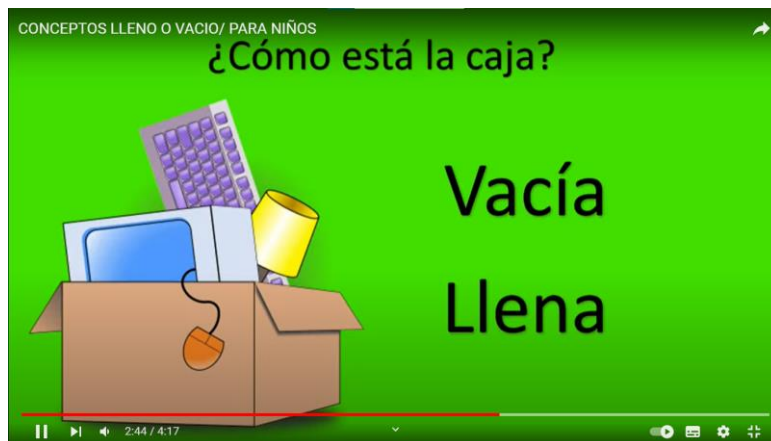 CONCEPTOS LLENO O VACIO/ PARA NIÑOS
¿Cómo está la caja?
Vacía
Llena
2:44 / 4:17